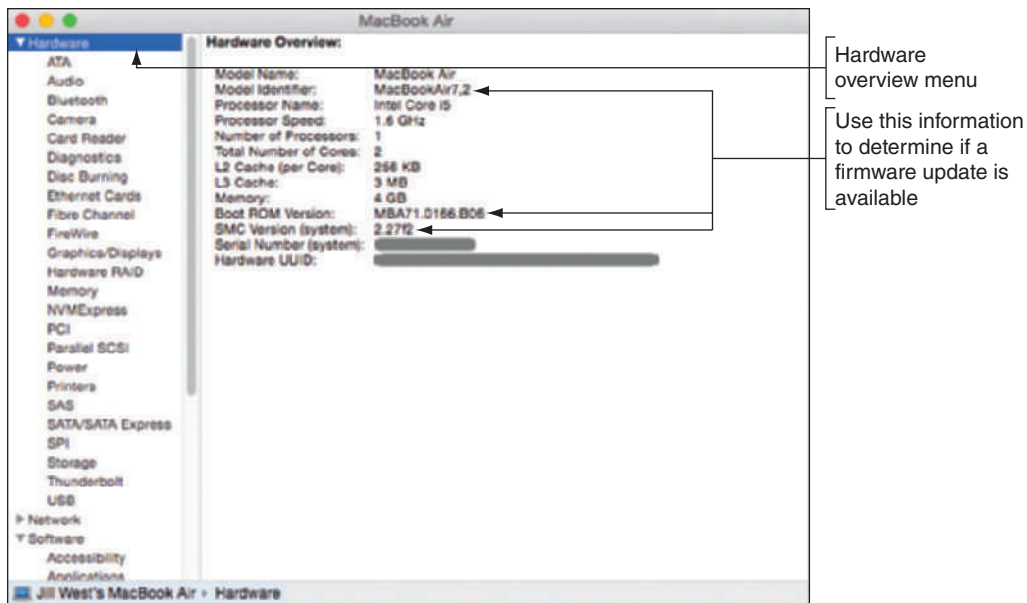 MacBook Air
Hardware
ATA
Audio
Bluetooth
Camera
Card Reader
Diagnostics
Disc Burning
Ethernet Cards
Fibre Channel
FireWire
Graphics/Displays
Hardware RAID
Memory
NVMExpress
PCI
Parallel SCSI
Power
Printers
SAS
SATA/SATA Express
SPI
Storage
Thunderbolt
USB
Network
Software
Accessibility
Applications
Hardware Overview:
Model Name: MacBook Air
Model Identifier: MacBookAir7,2
Processor Name: Intel Core i5
Processor Speed: 1.6 GHz
Number of Processors: 1
Total Number of Cores: 2
L2 Cache (per Core): 256 KB
L3 Cache: 3 MB
Memory: 4 GB
Boot ROM Version: MBA71.0166.B06
SMC Version (system): 2.27f2
Serial Number (system):
Hardware UUID:
Jill West's MacBook Air › Hardware
Hardware
overview menu
Use this information
to determine if a
firmware update is
available